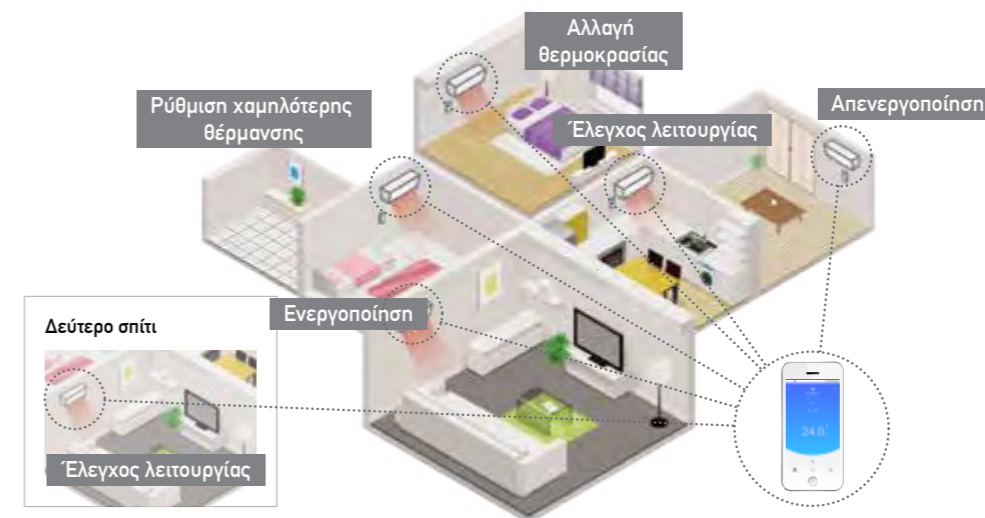 Αλλαγή
θερμοκρασίας
Ρύθμιση χαμηλότερης
θέρμανσης
Έλεγχος λειτουργίας
Απενεργοποίηση
Ενεργοποίηση
Δεύτερο σπίτι
Έλεγχος λειτουργίας
24.0